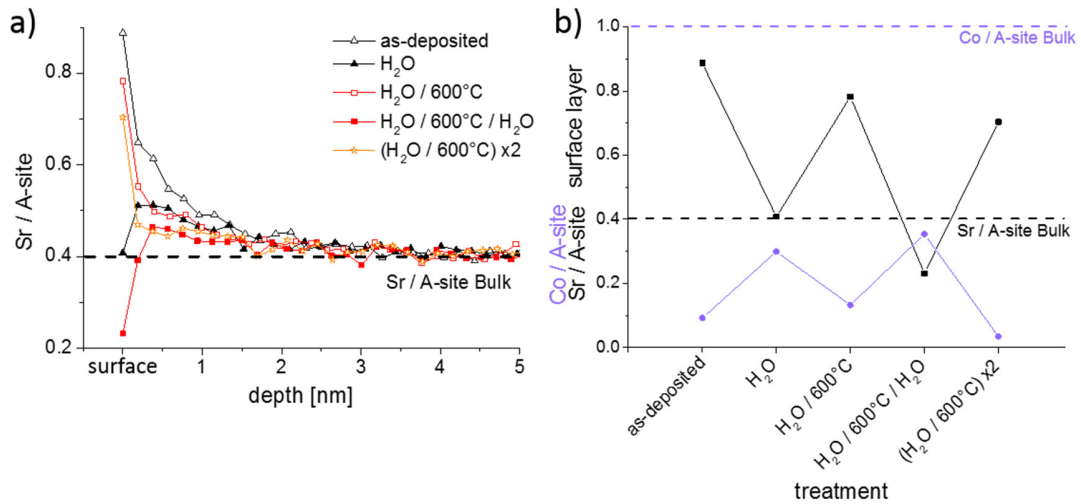 a)
as-deposited
H₂O
H₂O / 600°C
H₂O / 600°C / H₂O
(H₂O / 600°C) x2
Sr / A-site
0.8
0.6
0.4
0.2
Sr / A-site Bulk
surface 1 2 3 4 5
depth [nm]
b)
Co / A-site
Sr / A-site
surface layer
1.0
0.8
0.6
0.4
0.2
0.0
Co / A-site Bulk
Sr / A-site Bulk
as-deposited
H₂O
H₂O / 600°C
H₂O / 600°C / H₂O
(H₂O / 600°C) x2
treatment